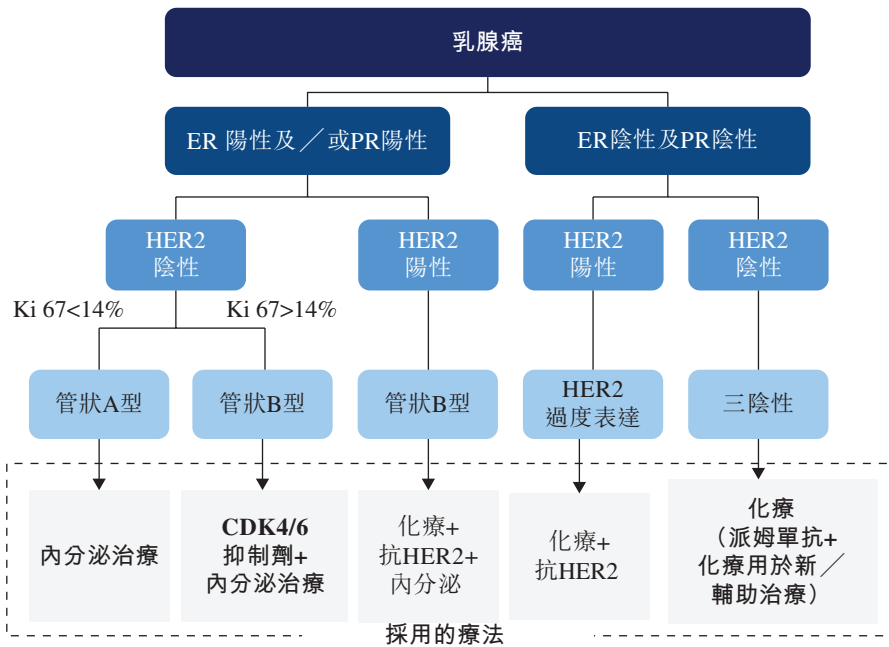 乳腺癌
ER 陽性及／或PR陽性
ER陰性及PR陰性
HER2
陰性
HER2
陽性
HER2
陽性
HER2
陰性
Ki 67<14%
Ki 67>14%
管狀A型
管狀B型
管狀B型
HER2
過度表達
三陰性
內分泌治療
CDK4/6
抑制劑+
內分泌治療
化療+
抗HER2+
內分泌
化療+
抗HER2
化療
（派姆單抗+
化療用於新／
輔助治療）
採用的療法